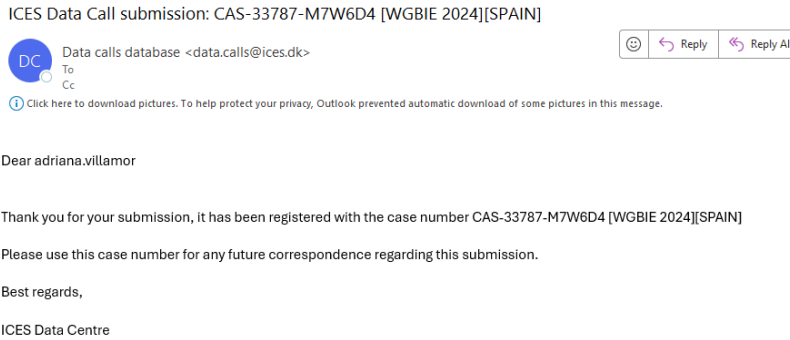 ICES Data Call submission: CAS-33787-M7W6D4 [WGBIE 2024][SPAIN]
DC
Data calls database <data.calls@ices.dk>
Reply
Reply Al
To
Cc
Click here to download pictures. To help protect your privacy, Outlook prevented automatic download of some pictures in this message.
Dear adriana.villamor
Thank you for your submission, it has been registered with the case number CAS-33787-M7W6D4 [WGBIE 2024][SPAIN]
Please use this case number for any future correspondence regarding this submission.
Best regards,
ICES Data Centre